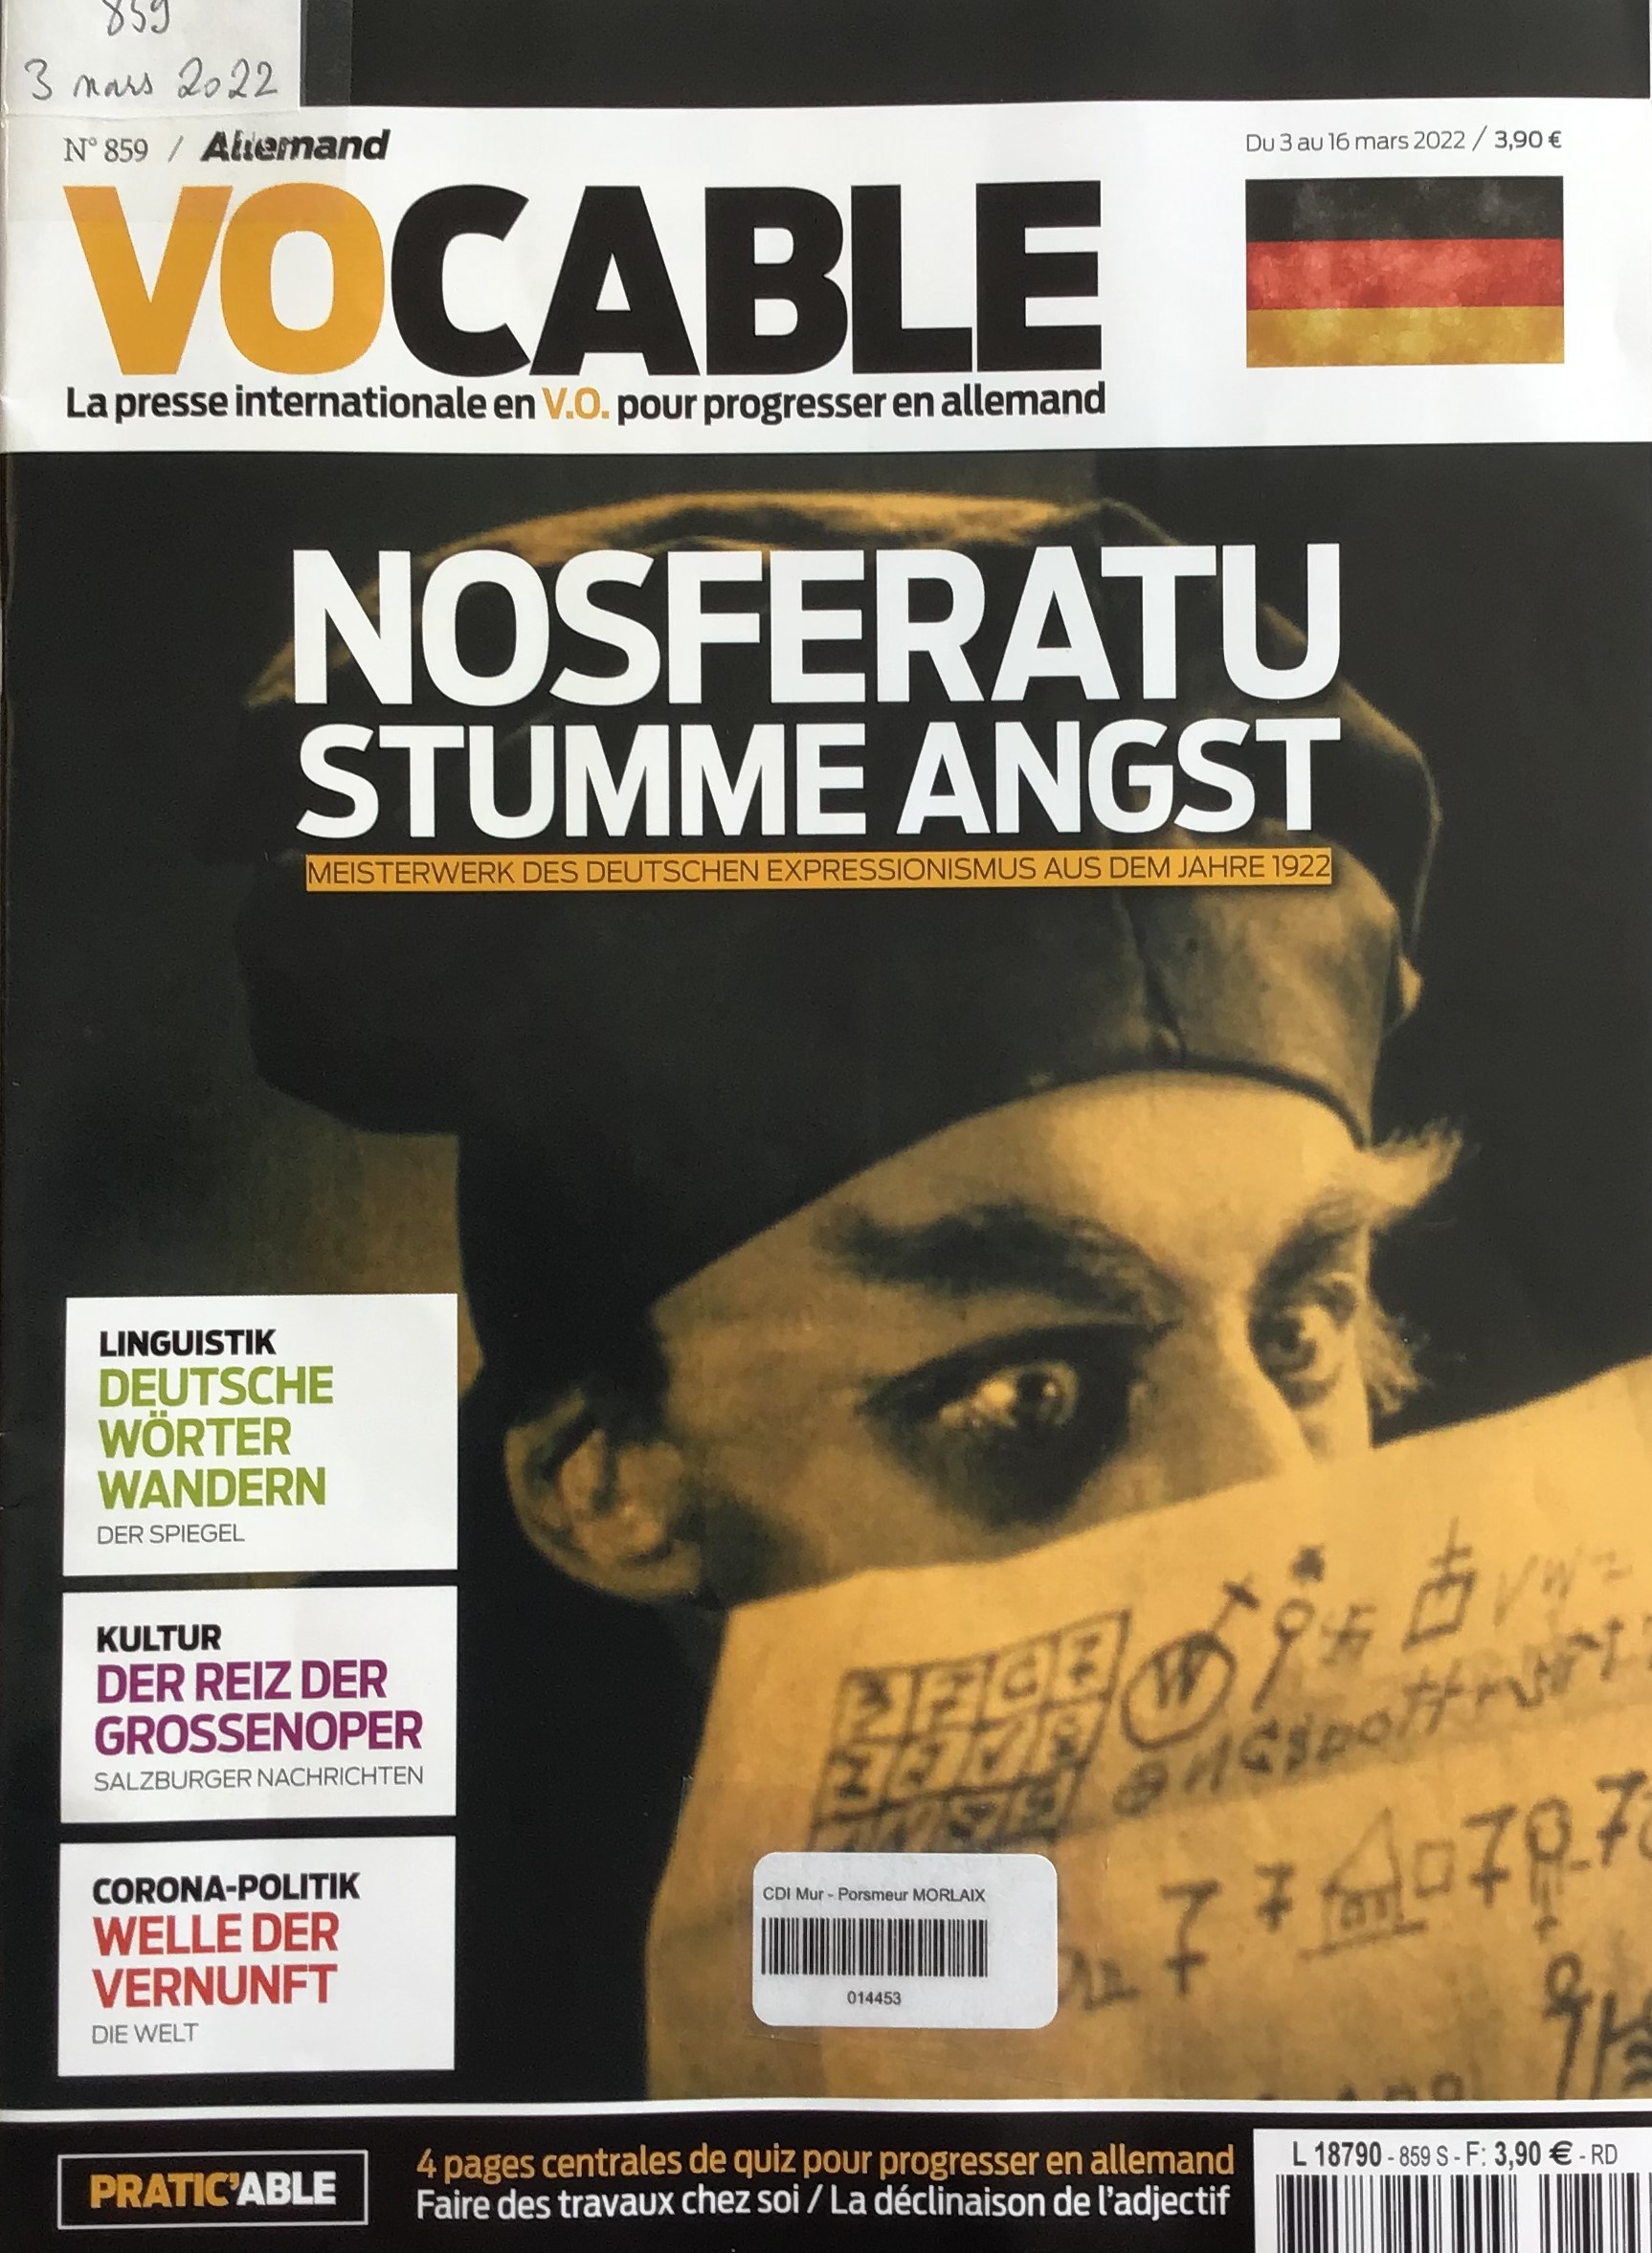 859
3 mars 2022
N° 859 / Allemand
Du 3 au 16 mars 2022 / 3,90 €
VOCABLE
La presse internationale en V.O. pour progresser en allemand
NOSFERATU
STUMME ANGST
MEISTERWERK DES DEUTSCHEN EXPRESSIONISMUS AUS DEM JAHRE 1922
LINGUISTIK
DEUTSCHE
WÖRTER
WANDERN
DER SPIEGEL
KULTUR
DER REIZ DER
GROSSENOPER
SALZBURGER NACHRICHTEN
CORONA-POLITIK
WELLE DER
VERNUNFT
DIE WELT
CDI Mur - Porsmeur MORLAIX
014453
PRATIC'ABLE
4 pages centrales de quiz pour progresser en allemand
Faire des travaux chez soi / La déclinaison de l'adjectif
L 18790 - 859 S - F: 3,90 € - RD